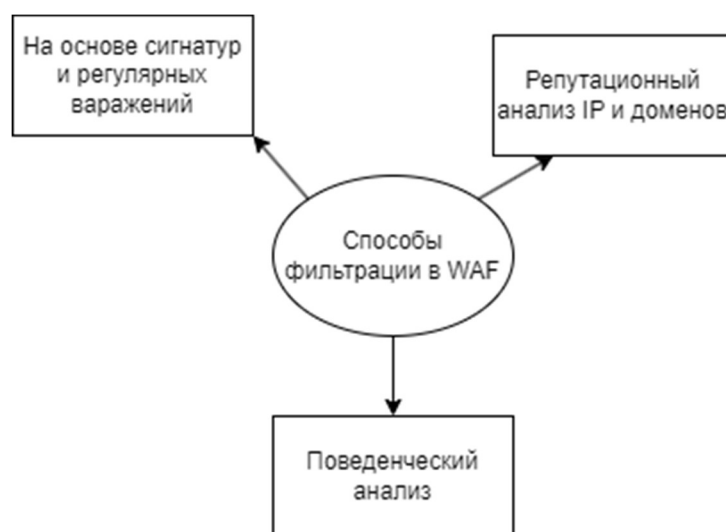 На основе сигнатур
и регулярных
варажений
Репутационный
анализ IP и доменов
Способы
фильтрации в WAF
Поведенческий
анализ